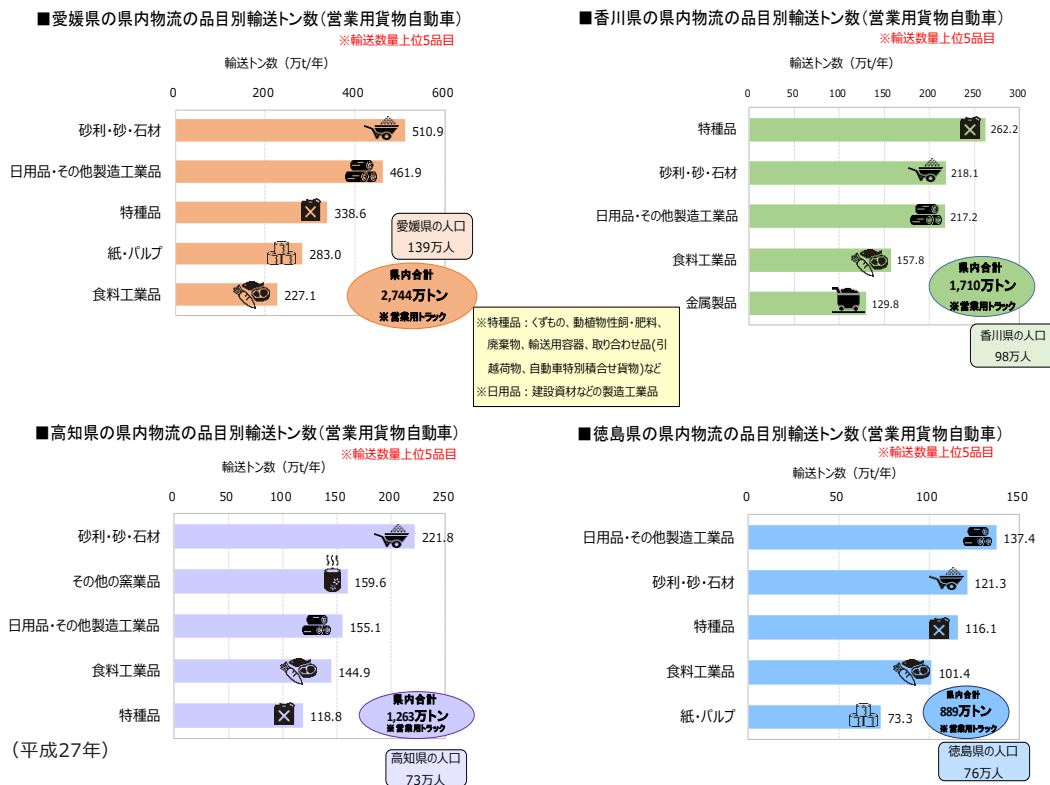 ■愛媛県の県内物流の品目別輸送トン数(営業用貨物自動車)
※輸送数量上位5品目
輸送トン数（万t/年）
0 200 400 600
砂利・砂・石材 510.9
日用品・その他製造工業品 461.9
特種品 338.6
紙・パルプ 283.0
食料工業品 227.1
愛媛県の人口
139万人
県内合計
2,744万トン
※営業用トラック
■香川県の県内物流の品目別輸送トン数(営業用貨物自動車)
※輸送数量上位5品目
輸送トン数（万t/年）
0 50 100 150 200 250 300
特種品 262.2
砂利・砂・石材 218.1
日用品・その他製造工業品 217.2
食料工業品 157.8
金属製品 129.8
県内合計
1,710万トン
※営業用トラック
香川県の人口
98万人
※特種品：くずもの、動植物性飼・肥料、
廃棄物、輸送用容器、取り合わせ品(引
越荷物、自動車特別積合せ貨物)など
※日用品：建設資材などの製造工業品
■高知県の県内物流の品目別輸送トン数(営業用貨物自動車)
※輸送数量上位5品目
輸送トン数（万t/年）
0 50 100 150 200 250
砂利・砂・石材 221.8
その他の窯業品 159.6
日用品・その他製造工業品 155.1
食料工業品 144.9
特種品 118.8
県内合計
1,263万トン
※営業用トラック
高知県の人口
73万人
（平成27年）
■徳島県の県内物流の品目別輸送トン数(営業用貨物自動車)
※輸送数量上位5品目
輸送トン数（万t/年）
0 50 100 150
日用品・その他製造工業品 137.4
砂利・砂・石材 121.3
特種品 116.1
食料工業品 101.4
紙・パルプ 73.3
県内合計
889万トン
※営業用トラック
徳島県の人口
76万人